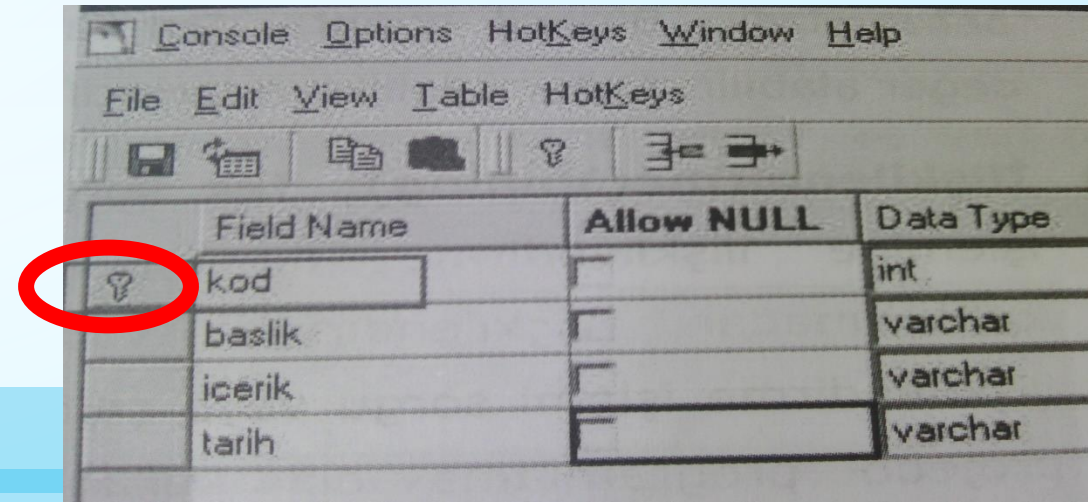 Console Options HotKeys Window Help
File Edit View Table HotKeys
Field Name Allow NULL Data Type
kod int
baslik varchar
icerik varchar
tarih varchar